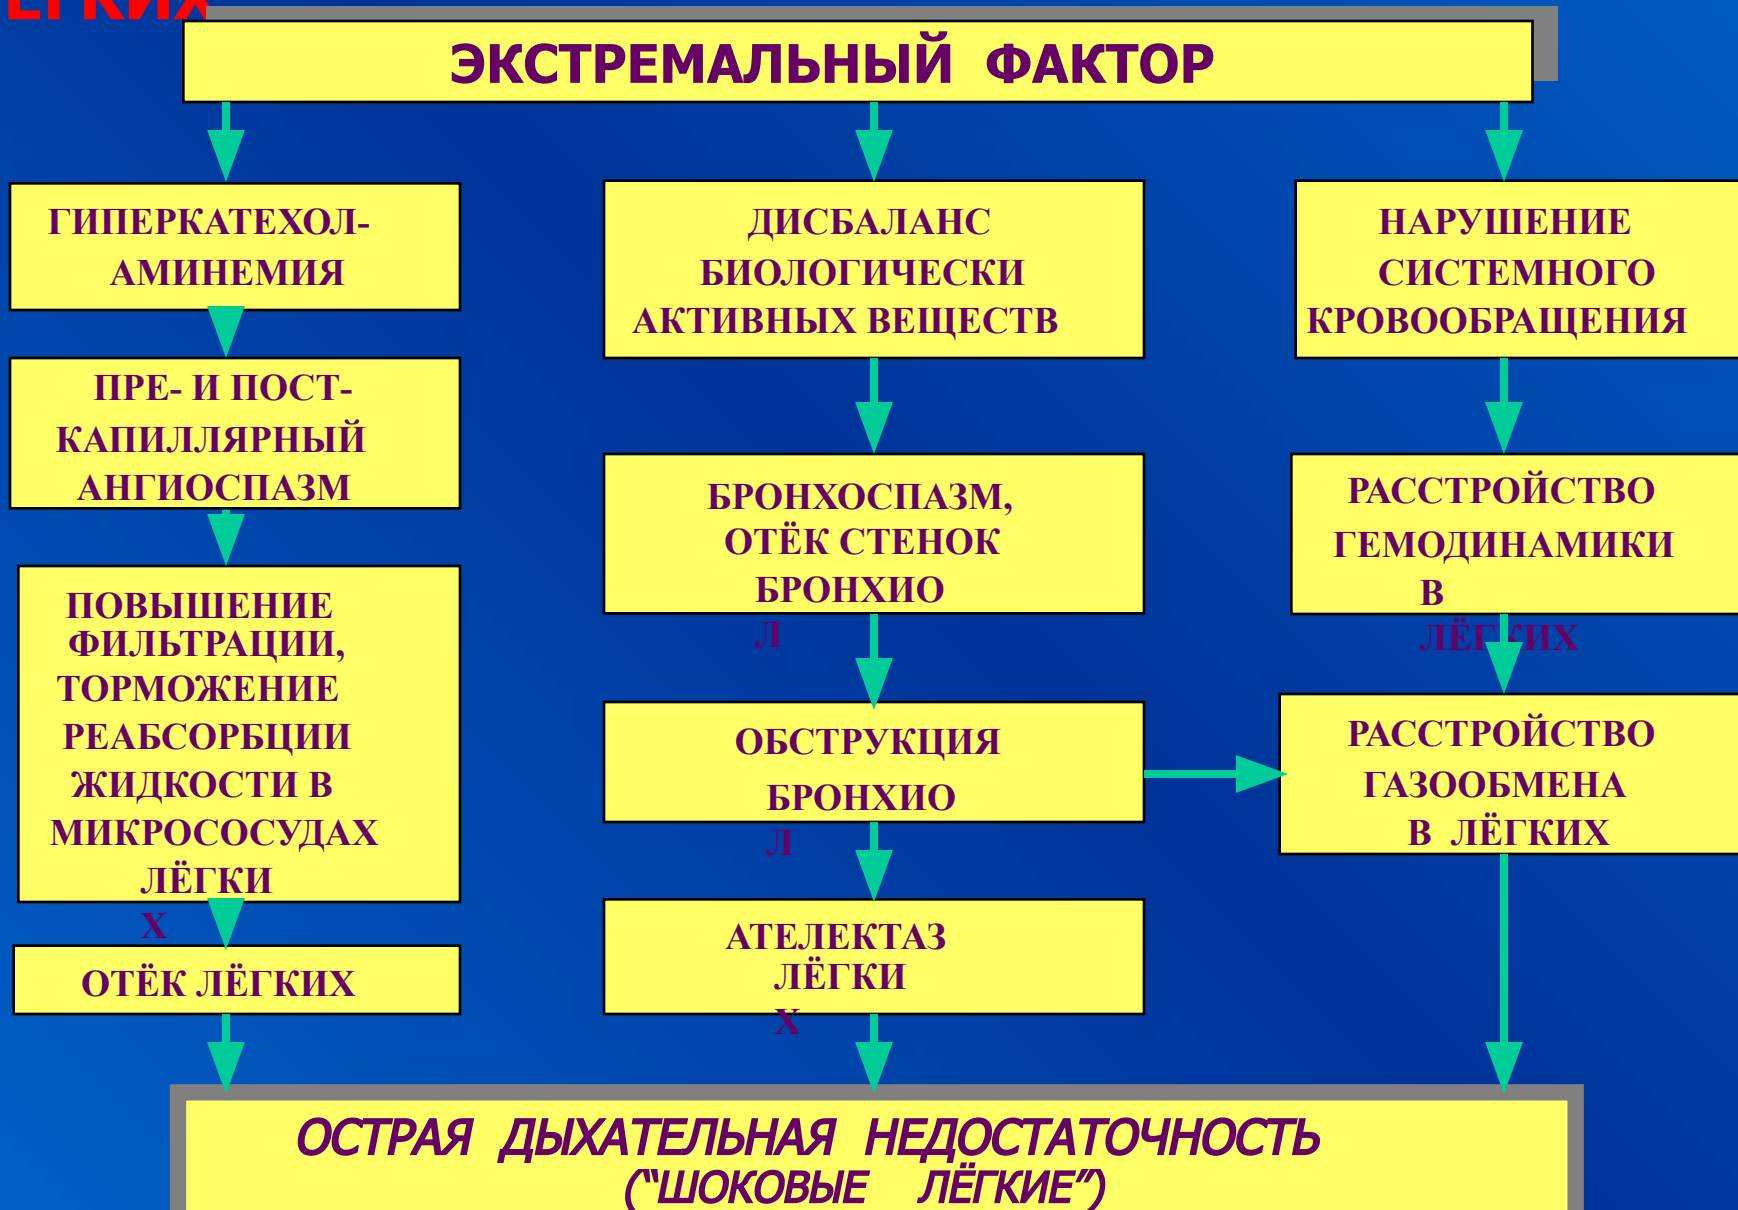 ЭКСТРЕМАЛЬНЫЙ ФАКТОР
ГИПЕРКАТЕХОЛ-
АМИНЕМИЯ
ПРЕ- И ПОСТ-
КАПИЛЛЯРНЫЙ
АНГИОСПАЗМ
ПОВЫШЕНИЕ
ФИЛЬТРАЦИИ,
ТОРМОЖЕНИЕ
РЕАБСОРБЦИИ
ЖИДКОСТИ В
МИКРОСОСУДАХ
ЛЁГКИ
Х
ОТЁК ЛЁГКИХ
ДИСБАЛАНС
БИОЛОГИЧЕСКИ
АКТИВНЫХ ВЕЩЕСТВ
БРОНХОСПАЗМ,
ОТЁК СТЕНОК
БРОНХИО
Л
ОБСТРУКЦИЯ
БРОНХИО
Л
АТЕЛЕКТАЗ
ЛЁГКИ
Х
НАРУШЕНИЕ
СИСТЕМНОГО
КРОВООБРАЩЕНИЯ
РАССТРОЙСТВО
ГЕМОДИНАМИКИ
В
ЛЁГКИХ
РАССТРОЙСТВО
ГАЗООБМЕНА
В ЛЁГКИХ
ОСТРАЯ ДЫХАТЕЛЬНАЯ НЕДОСТАТОЧНОСТЬ
(“ШОКОВЫЕ ЛЁГКИЕ”)